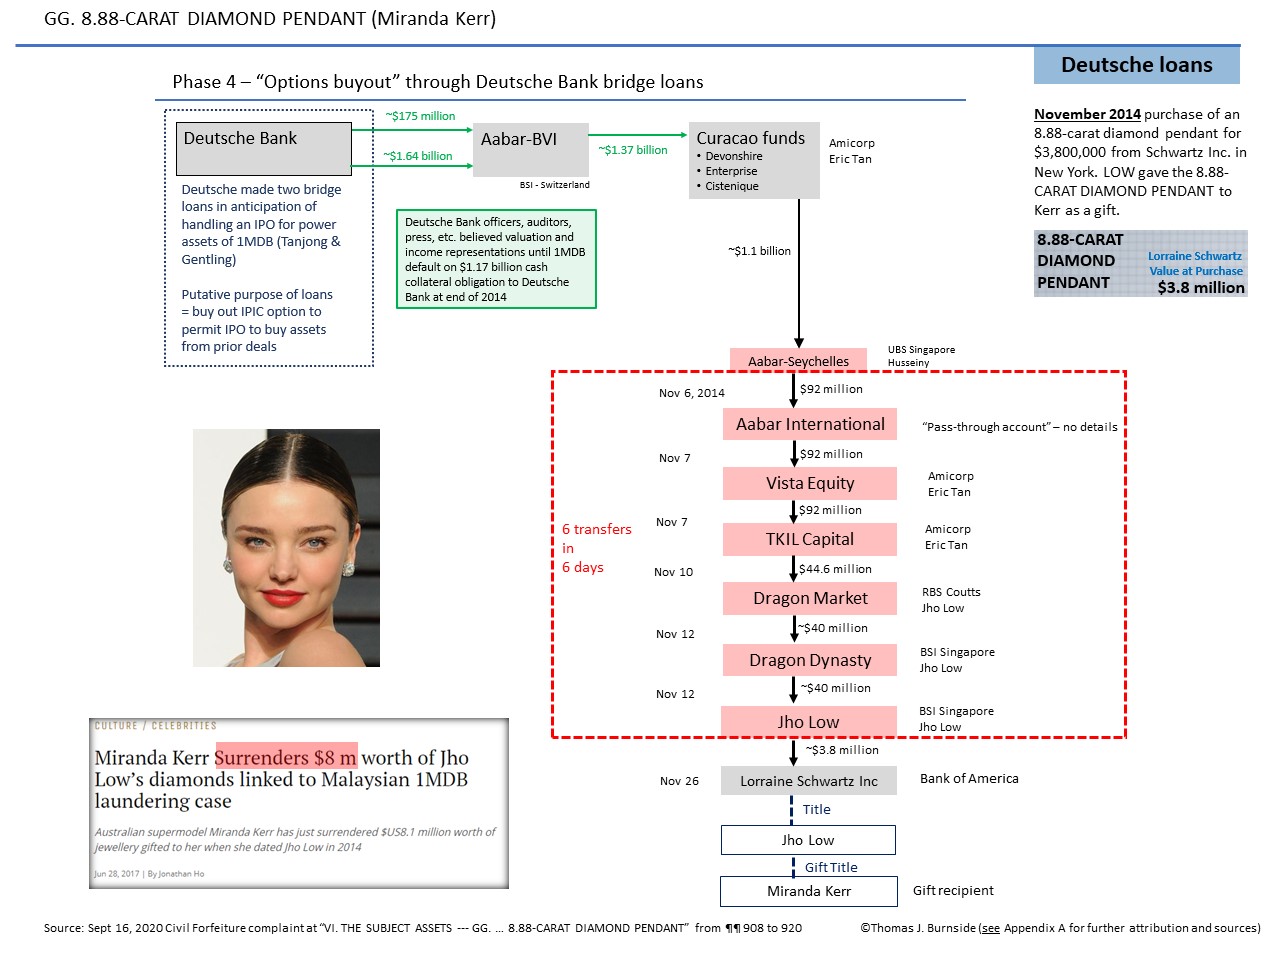 GG. 8.88-CARAT DIAMOND PENDANT (Miranda Kerr)
Deutsche loans
Phase 4 – “Options buyout” through Deutsche Bank bridge loans
November 2014 purchase of an
8.88-carat diamond pendant for
$3,800,000 from Schwartz Inc. in
New York. LOW gave the 8.88-
CARAT DIAMOND PENDANT to
Kerr as a gift.
8.88-CARAT
DIAMOND
PENDANT
Lorraine Schwartz
Value at Purchase
$3.8 million
Deutsche Bank
~$175 million
~$1.64 billion
Aabar-BVI
BSI - Switzerland
~$1.37 billion
Curacao funds
• Devonshire
• Enterprise
• Cistenique
Amicorp
Eric Tan
Deutsche made two bridge
loans in anticipation of
handling an IPO for power
assets of 1MDB (Tanjong &
Gentling)
Putative purpose of loans
= buy out IPIC option to
permit IPO to buy assets
from prior deals
Deutsche Bank officers, auditors,
press, etc. believed valuation and
income representations until 1MDB
default on $1.17 billion cash
collateral obligation to Deutsche
Bank at end of 2014
~$1.1 billion
Aabar-Seychelles
UBS Singapore
Husseiny
Nov 6, 2014
$92 million
Aabar International
“Pass-through account” – no details
Nov 7
$92 million
Vista Equity
Amicorp
Eric Tan
Nov 7
$92 million
TKIL Capital
Amicorp
Eric Tan
6 transfers
in
6 days
Nov 10
$44.6 million
Dragon Market
RBS Coutts
Jho Low
Nov 12
~$40 million
Dragon Dynasty
BSI Singapore
Jho Low
Nov 12
~$40 million
Jho Low
BSI Singapore
Jho Low
~$3.8 million
Nov 26
Lorraine Schwartz Inc
Bank of America
Title
Jho Low
Gift Title
Miranda Kerr
Gift recipient
CULTURE / CELEBRITIES
Miranda Kerr Surrenders $8 m worth of Jho
Low’s diamonds linked to Malaysian 1MDB
laundering case
Australian supermodel Miranda Kerr has just surrendered $US8.1 million worth of
jewellery gifted to her when she dated Jho Low in 2014
Jun 28, 2017 | By Jonathan Ho
Source: Sept 16, 2020 Civil Forfeiture complaint at “VI. THE SUBJECT ASSETS --- GG. ... 8.88-CARAT DIAMOND PENDANT” from ¶¶ 908 to 920
©Thomas J. Burnside (see Appendix A for further attribution and sources)